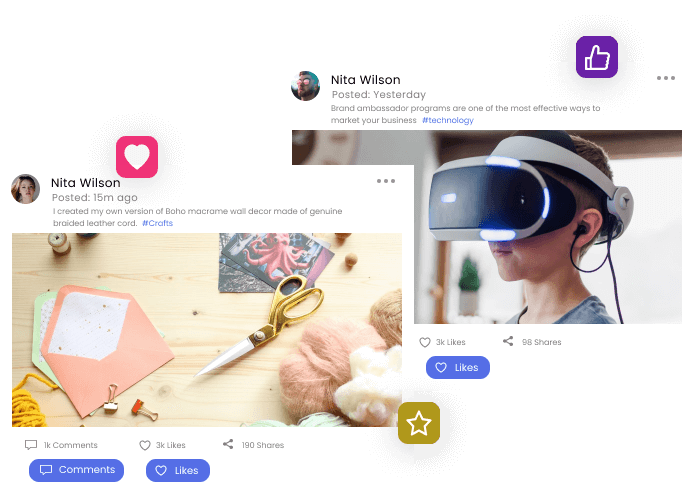 Nita Wilson
Posted: Yesterday
Brand ambassador programs are one of the most effective ways to
market your business #technology
3k Likes
98 Shares
Likes
Nita Wilson
Posted: 15m ago
I created my own version of Boho macrome wall decor made of genuine
braided leather cord. #Crafts
1k Comments
3k Likes
190 Shares
Comments
Likes